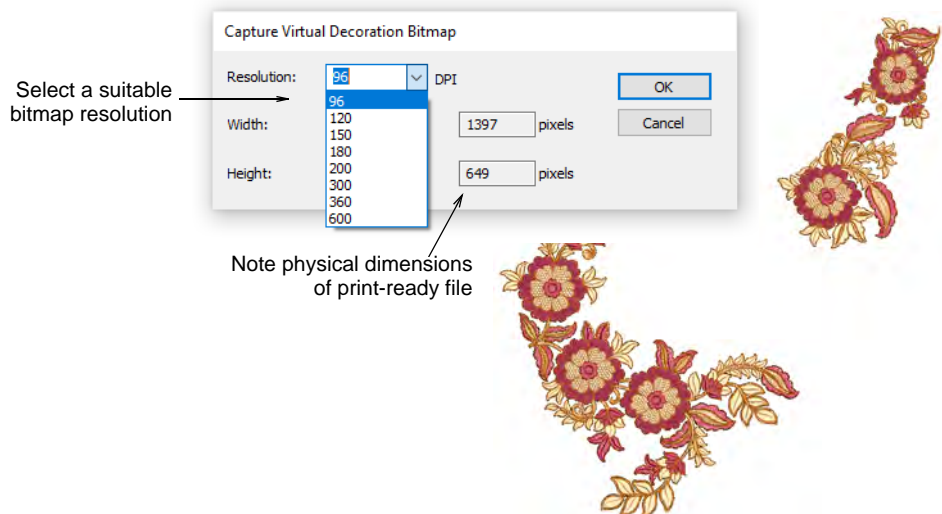 Capture Virtual Decoration Bitmap
Resolution: 96 DPI
OK
Select a suitable
bitmap resolution
96
120
150
180
200
300
360
600
Width: 1397 pixels
Cancel
Height: 649 pixels
Note physical dimensions
of print-ready file